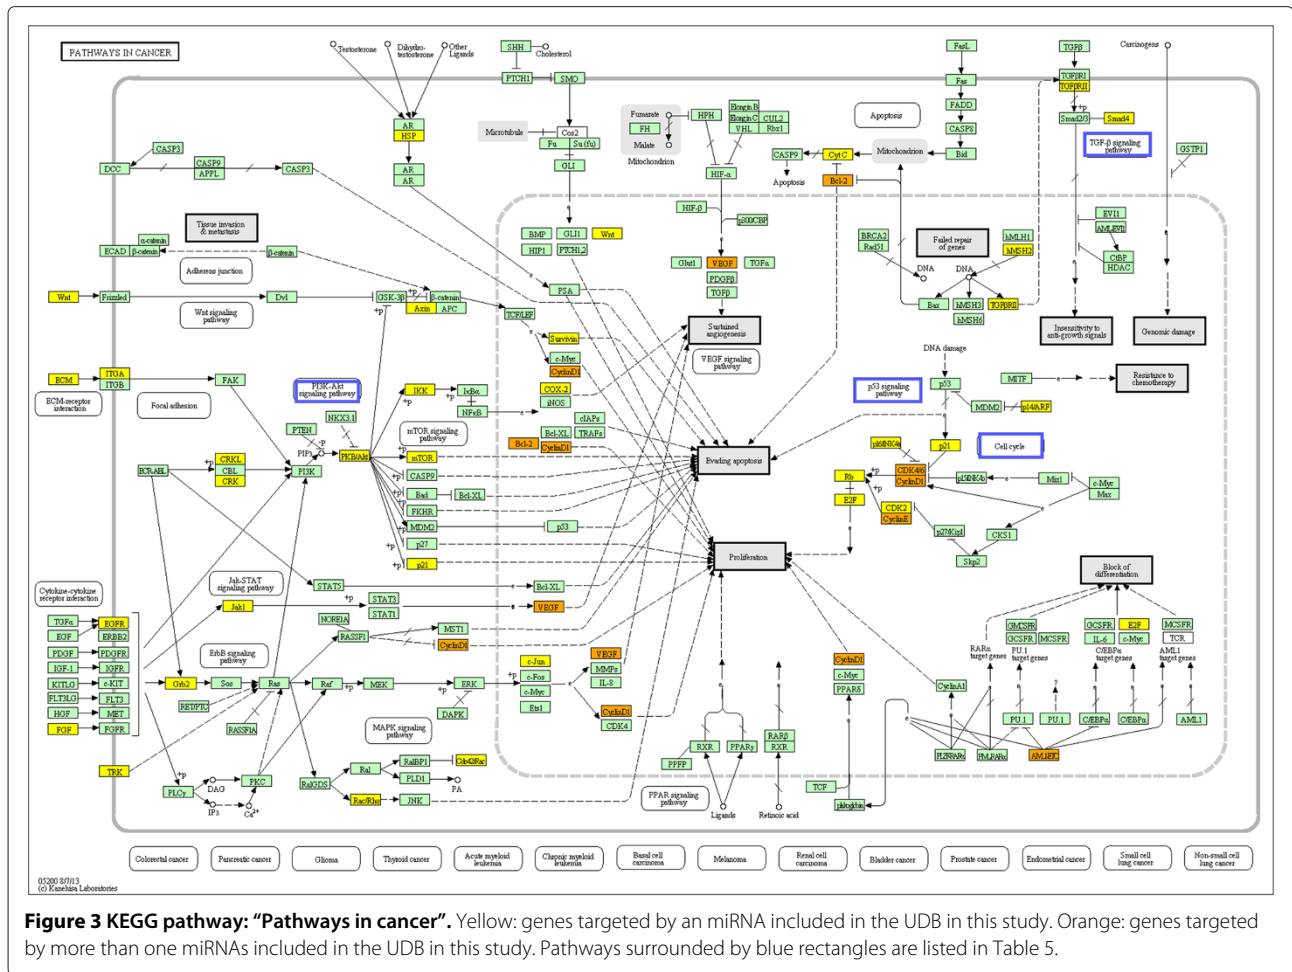 PATHWAYS IN CANCER
Testosterone
Dihydro-
testosterone
Other
Ligands
SHH
Cholesterol
PTCH1
SMO
FasL
Fas
FADD
CASP8
Bid
TGFβ
TGFβRI
TGFβRII
Smad2/3
Smad4
TGF-β signaling
pathway
Carcinogens
GSTP1
AR
HSP
AR
AR
Microtubule
Cos2
Fu
Su (fu)
GLI
Fumarate
FH
Malate
Mitochondrion
HPH
Elongin B
Elongin C
CUL2
VHL
Rbx1
HIF-α
Apoptosis
CASP9
CytC
Mitochondrion
Apoptosis
Bcl-2
CASP3
DCC
CASP9
APPL
CASP3
Tissue invasion
& metastasis
α-catenin
ECAD
β-catenin
β-catenin
Adherens junction
HIF-β
p300/CBP
BMP
GLI1
Wnt
HIP1
PTCH1,2
Glut1
VEGF
TGFα
PDGFβ
TGFβ
BRCA2
Rad51
DNA
Failed repair
of genes
hMLH1
hMSH2
DNA
Bax
hMSH3
TGFβRII
hMSH6
EVI1
AML-EVI1
CtBP
HDAC
Wnt
Frizzled
Dvl
GSK-3β
+p
β-catenin
Axin
APC
+p
Wnt signaling
pathway
PSA
TCF/LEF
Survivin
c-Myc
CyclinD1
Sustained
angiogenesis
VEGF signaling
pathway
Insensitivity to
anti-growth signals
Genomic damage
Resistance to
chemotherapy
ECM
ITGA
ITGB
FAK
ECM-receptor
interaction
Focal adhesion
PI3K-Akt
signaling pathway
IKK
IκBα
NFκB
COX-2
iNOS
mTOR signaling
pathway
NKX3.1
PTEN
PIP3
-p
+p
PKB/Akt
cIAPs
Bcl-XL
TRAFs
Bcl-2
CyclinD1
DNA damage
p53 signaling
pathway
p53
MDM2
p14/ARF
MITF
p21
Cell cycle
CRKL
CBL
CRK
BCR-ABL
PI3K
mTOR
CASP9
Bad
Bcl-XL
FKHR
MDM2
p53
p27
p21
Evading apoptosis
Proliferation
p16INK4a
CDK4/6
CyclinD1
p15INK4b
Miz1
c-Myc
Max
Rb
+p
E2F
CDK2
CyclinE
p27/Kip1
CKS1
Skp2
Cytokine-cytokine
receptor interaction
Jak-STAT
signaling pathway
STAT5
Bcl-XL
Jak1
+p
STAT3
STAT1
VEGF
TGFα
EGFR
EGF
ERBB2
PDGF
PDGFR
IGF-1
IGFR
KITLG
c-KIT
FLT3LG
FLT3
HGF
MET
FGF
FGFR
TRK
ErbB signaling
pathway
NORE1A
RASSF1
MST1
CyclinD1
Grb2
Sos
Ras
Raf
+p
MEK
+p
ERK
+p
RET/PTC
RASSF1A
DAPK
MAPK signaling
pathway
c-Jun
c-Fos
c-Myc
Ets1
VEGF
MMPs
IL-8
CyclinD1
CDK4
+p
PLCγ
DAG
IP3
PKC
Ca2+
RalGDS
Ral
RalBP1
Cdc42/Rac
PLD1
PA
Rac/Rho
JNK
RXR
PPARγ
PPFP
RARβ
RXR
PPAR signaling
pathway
Ligands
Retinoic acid
CyclinD1
c-Myc
PPARδ
TCF
CyclinA1
Block of
differentiation
GCSFR
MCSFR
RARα
target genes
PU.1
target genes
GCSFR
E2F
IL-6
c-Myc
C/EBPα
target genes
MCSFR
TCR
AML1
target genes
PU.1
PU.1
C/EBPα
C/EBPα
AML1
PLZF-RARα
PML-RARα
AML1-ETO
Colorectal cancer
Pancreatic cancer
Glioma
Thyroid cancer
Acute myeloid
leukemia
Chronic myeloid
leukemia
Basal cell
carcinoma
Melanoma
Renal cell
carcinoma
Bladder cancer
Prostate cancer
Endometrial cancer
Small cell
lung cancer
Non-small cell
lung cancer
05200 8/7/13
(c) Kanehisa Laboratories
Figure 3 KEGG pathway: “Pathways in cancer”. Yellow: genes targeted by an miRNA included in the UDB in this study. Orange: genes targeted
by more than one miRNAs included in the UDB in this study. Pathways surrounded by blue rectangles are listed in Table 5.